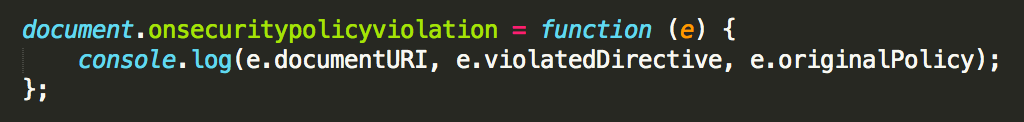 document.onsecuritypolicyviolation = function (e) {
    console.log(e.documentURI, e.violatedDirective, e.originalPolicy);
};